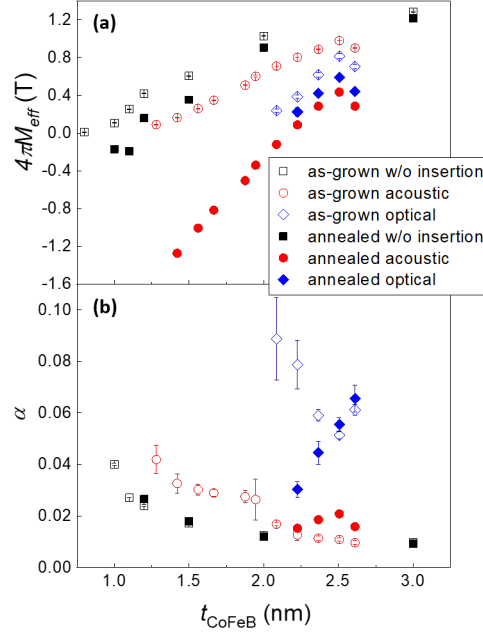 (a)
1.2
0.8
0.4
0.0
-0.4
-0.8
-1.2
-1.6
4πM_eff (T)
as-grown w/o insertion
as-grown acoustic
as-grown optical
annealed w/o insertion
annealed acoustic
annealed optical
(b)
0.10
0.08
0.06
0.04
0.02
0.00
α
1.0 1.5 2.0 2.5 3.0
t_CoFeB (nm)